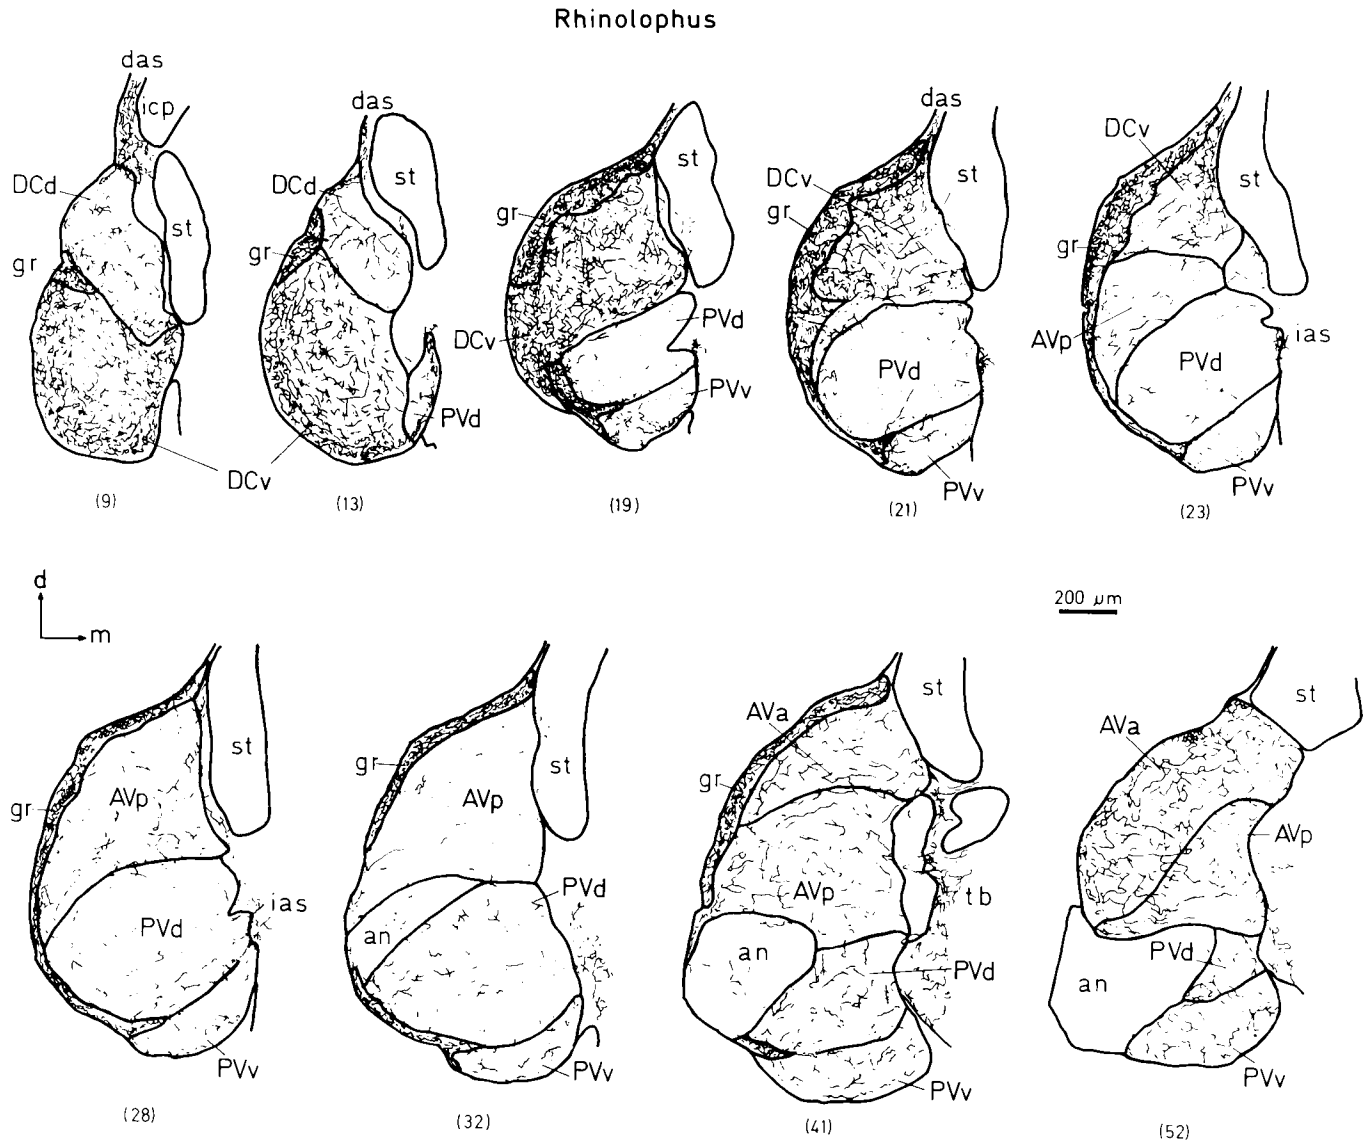 Rhinolophus
das
icp
DCd
st
gr
DCv
(9)
das
st
DCd
gr
PVd
(13)
st
gr
DCv
PVd
PVv
(19)
das
DCv
gr
st
PVd
PVv
(21)
DCv
st
gr
AVp
PVd
ias
PVv
(23)
d
m
200 µm
st
gr
AVp
PVd
ias
PVv
(28)
gr
AVp
st
PVd
an
PVv
(32)
st
AVa
gr
AVp
tb
an
PVd
PVv
(41)
st
AVa
AVp
PVd
an
PVv
(52)